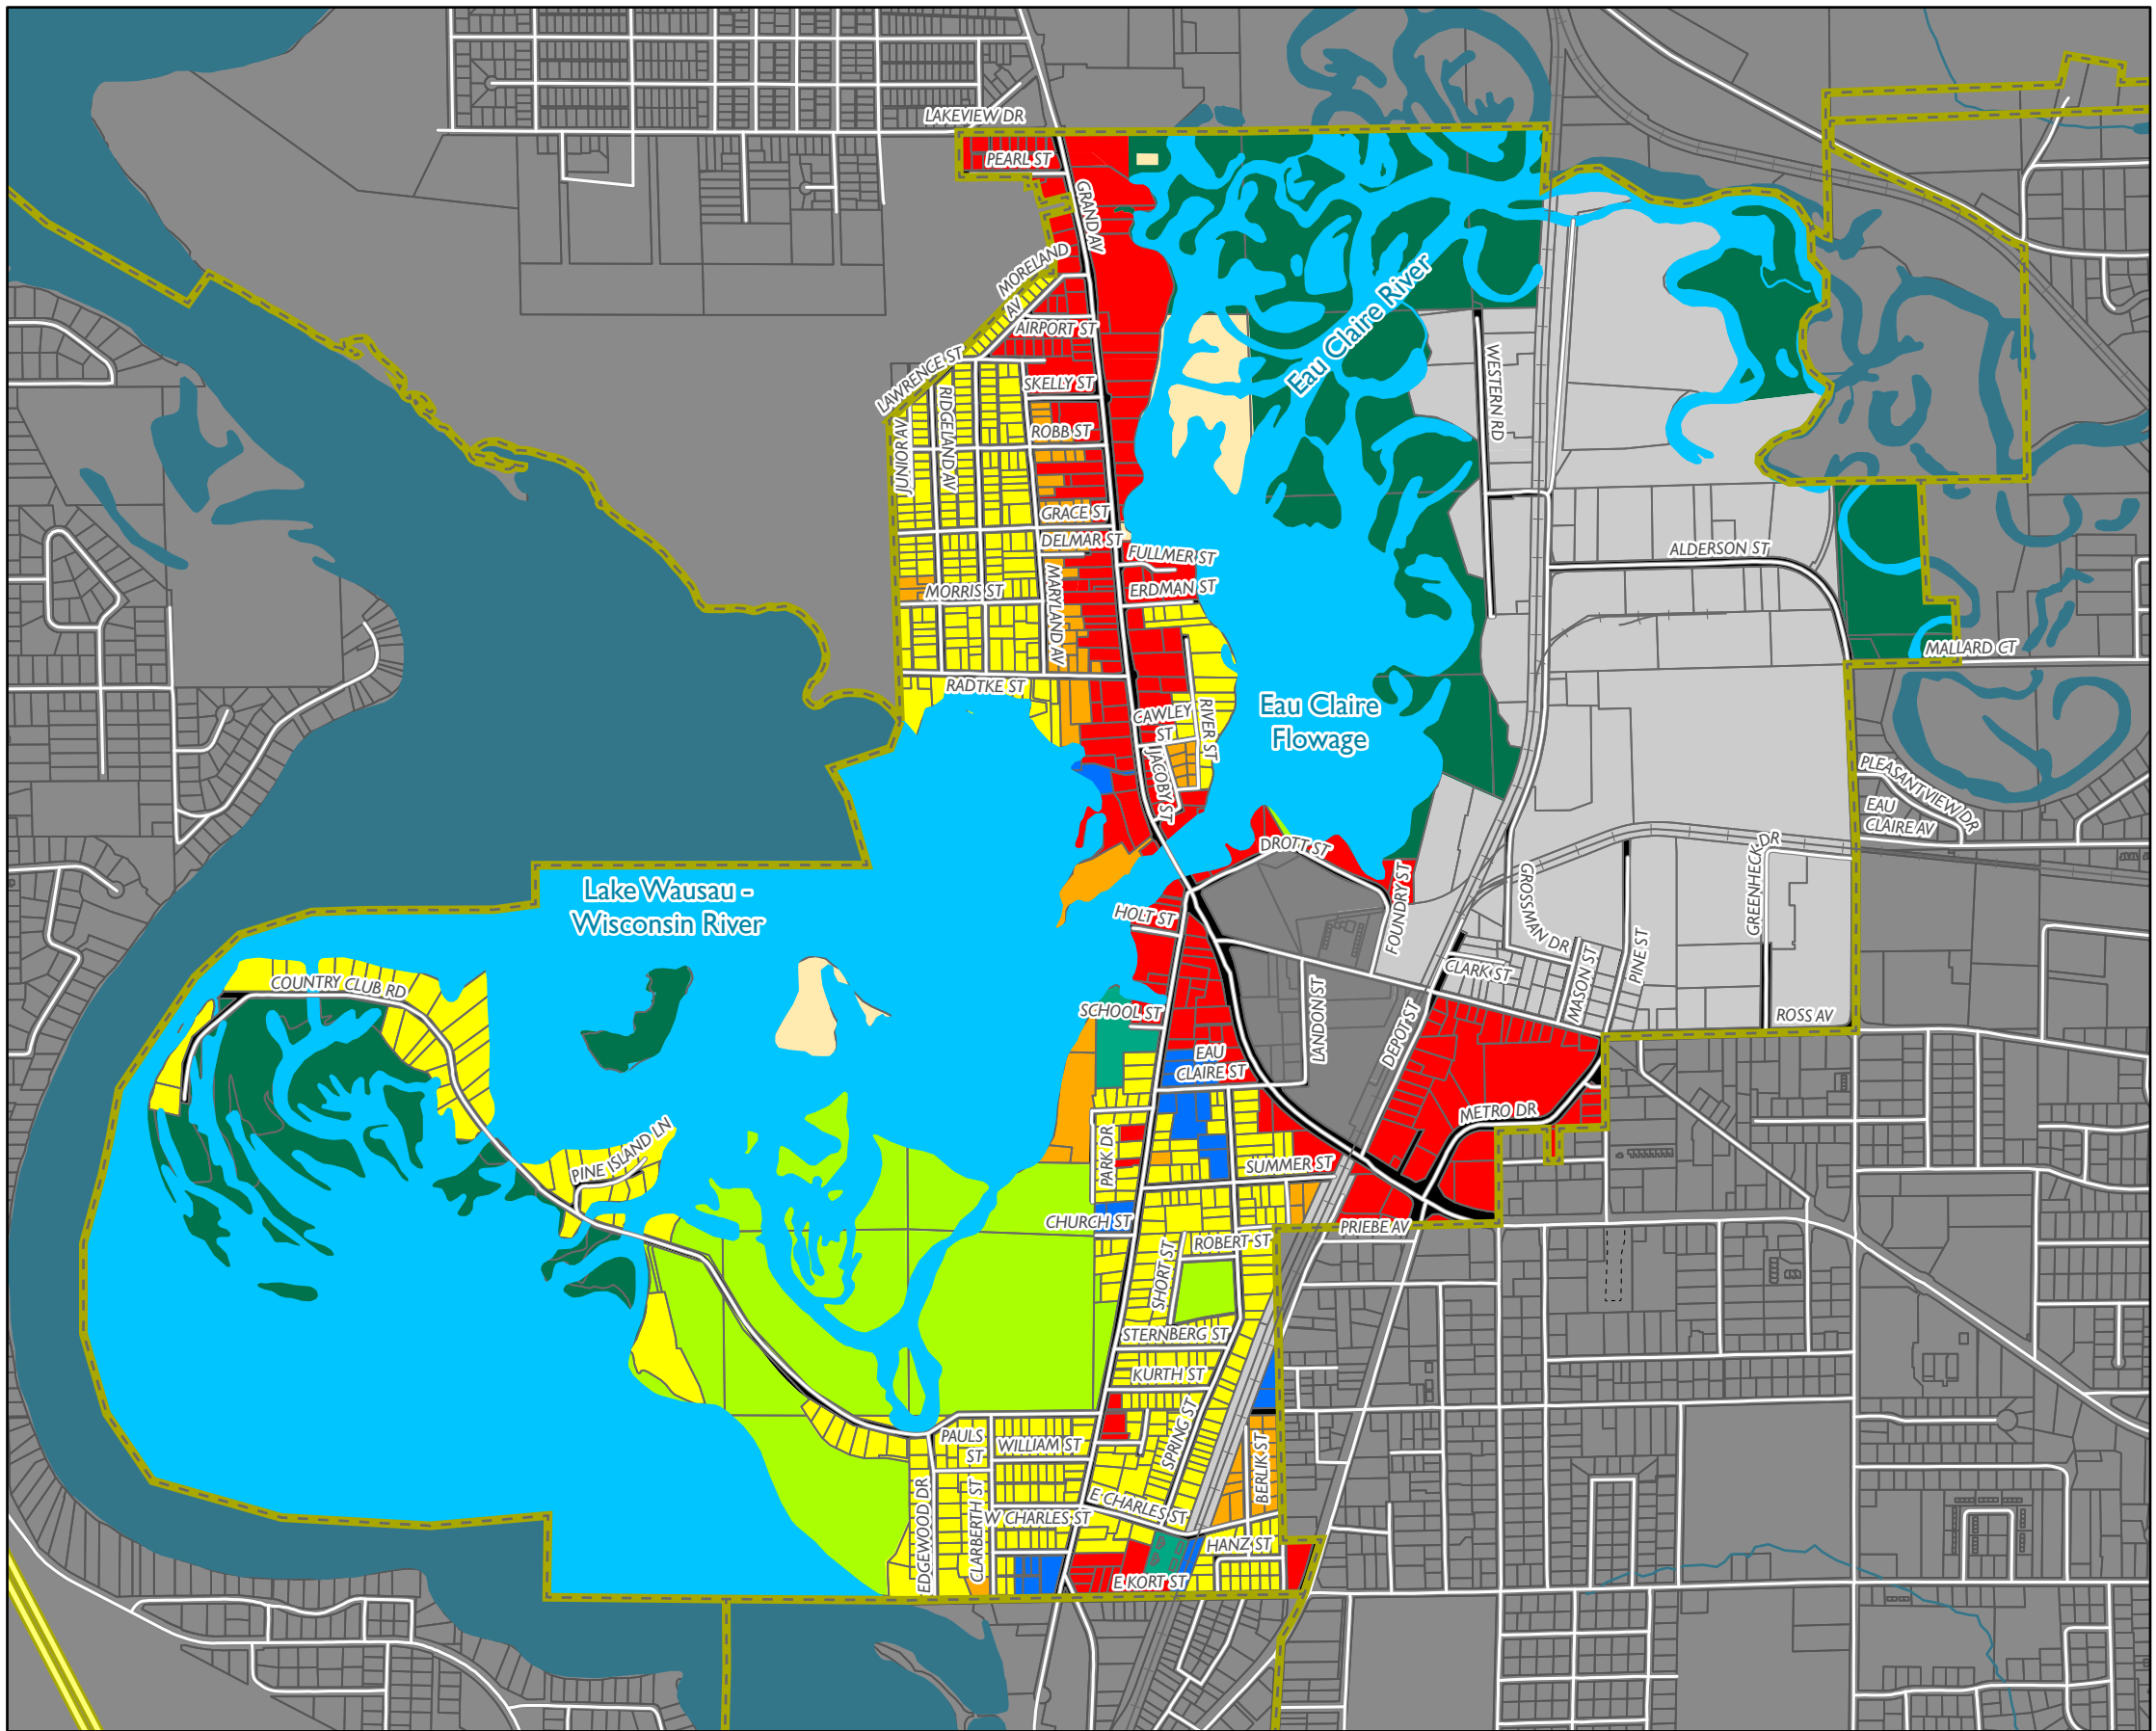 LAKEVIEW DR
PEARL ST
GRAND AV
MORELAND
AV
AIRPORT ST
LAWRENCE ST
SKELLY ST
JUNIOR AV
RIDGELAND AV
ROBB ST
Eau Claire River
WESTERN RD
GRACE ST
DELMAR ST
FULLMER ST
ALDERSON ST
MORRIS ST
MARYLAND AV
ERDMAN ST
MALLARD CT
RADTKE ST
CAWLEY
ST
RIVER ST
Eau Claire
Flowage
JACOBY ST
PLEASANTVIEW DR
EAU
CLAIRE AV
DROTT ST
FOUNDRY ST
GROSSMAN DR
GREENHECK DR
Lake Wausau -
Wisconsin River
HOLT ST
CLARK ST
MASON ST
PINE ST
COUNTRY CLUB RD
SCHOOL ST
LANDON ST
DEPOT ST
ROSS AV
EAU
CLAIRE ST
METRO DR
PINE ISLAND LN
PARK DR
SUMMER ST
CHURCH ST
PRIEBE AV
SHORT ST
ROBERT ST
STERNBERG ST
KURTH ST
PAULS
ST
WILLIAM ST
SPRING ST
BERLIK ST
EDGEWOOD DR
CLARBERTH ST
W CHARLES ST
E CHARLES ST
HANZ ST
E KORT ST